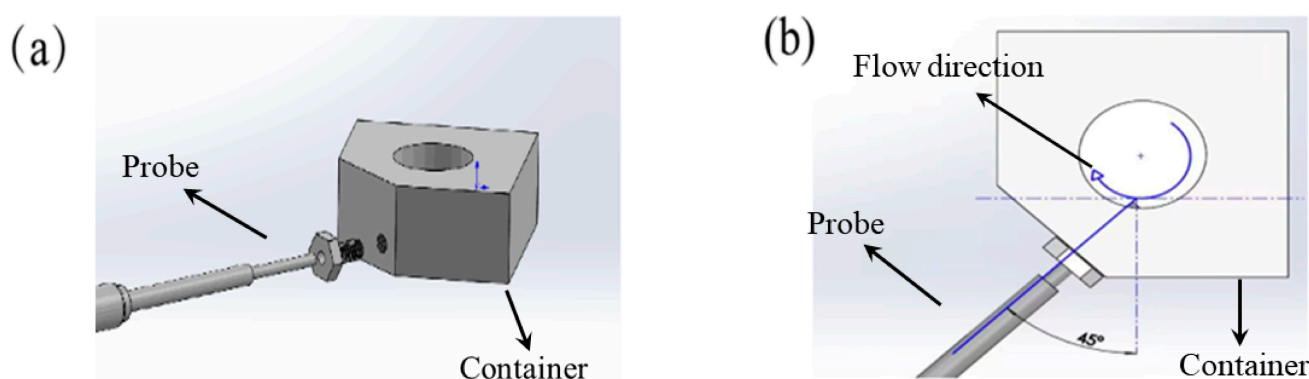 (a)
Probe
Container
(b)
Flow direction
Probe
45°
Container